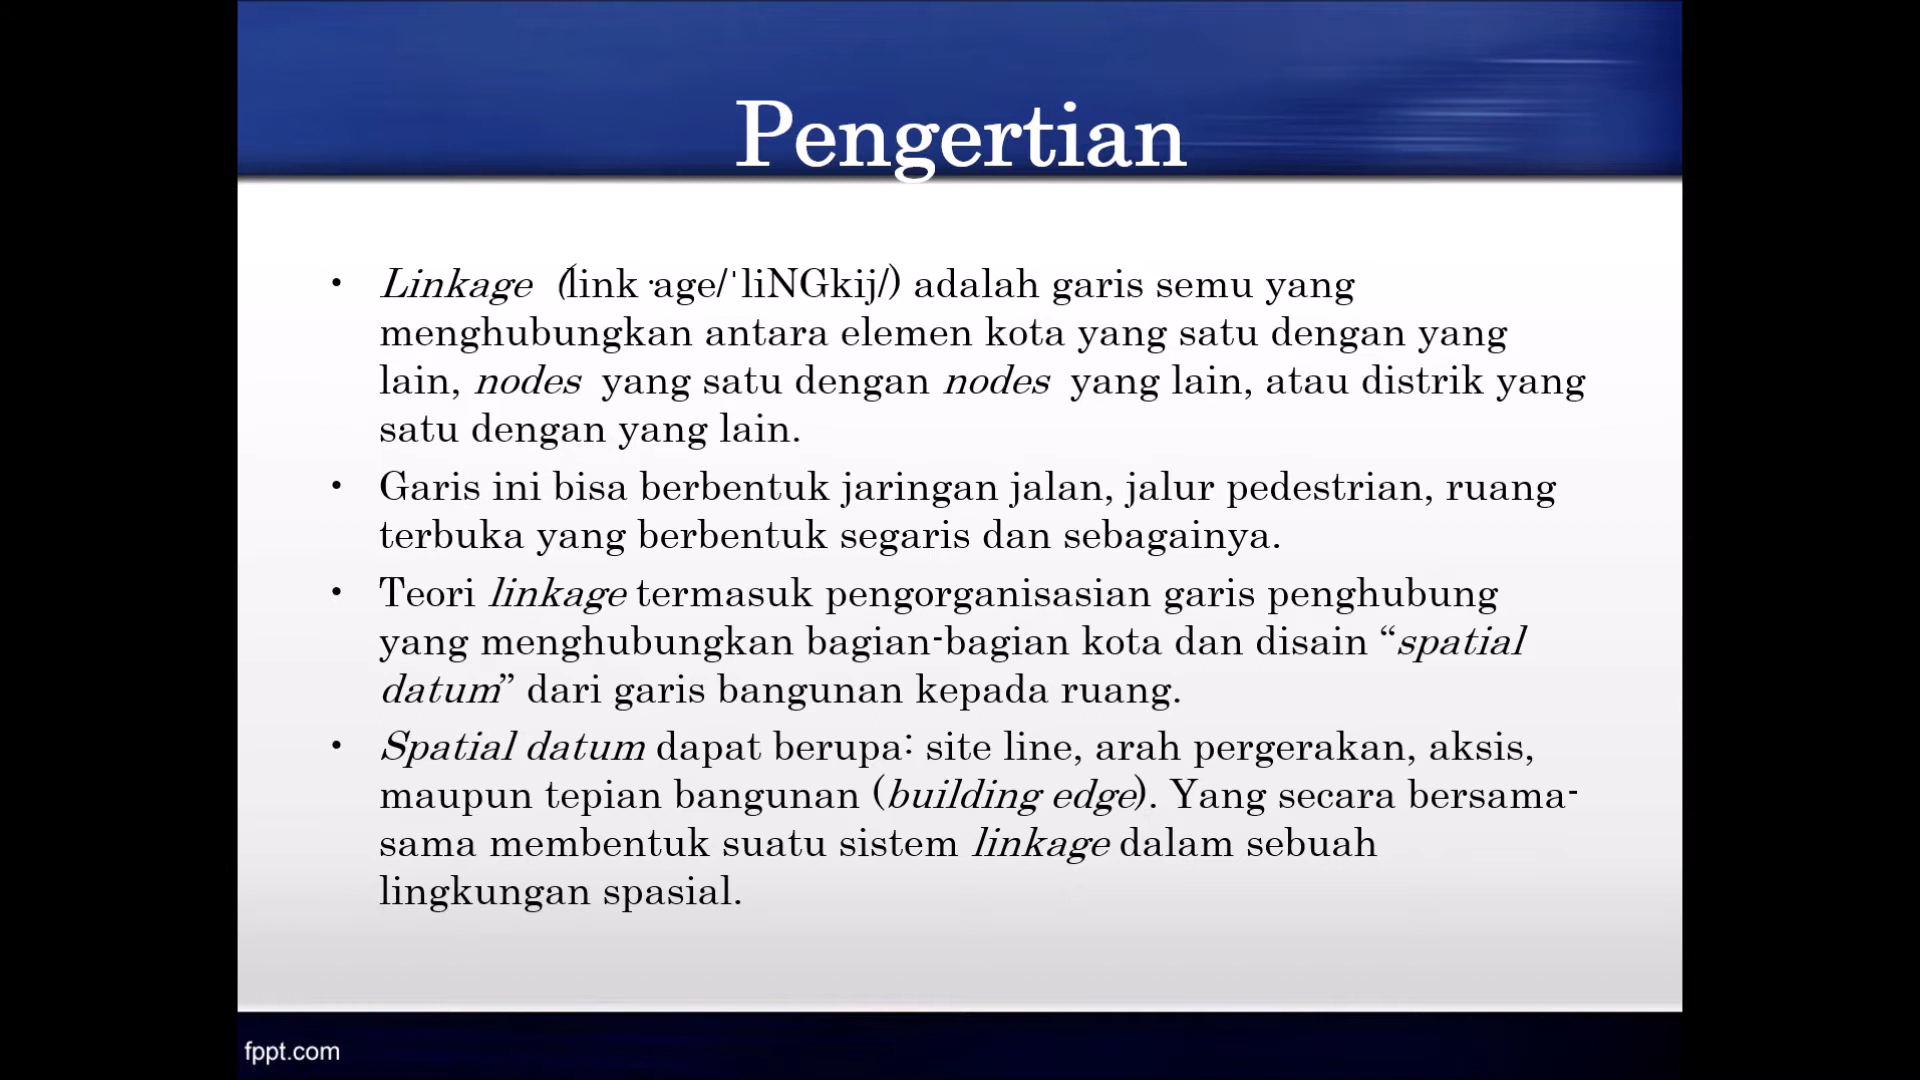 Pengertian
• Linkage (link ·age/ˈliNGkij/) adalah garis semu yang
menghubungkan antara elemen kota yang satu dengan yang
lain, nodes yang satu dengan nodes yang lain, atau distrik yang
satu dengan yang lain.
• Garis ini bisa berbentuk jaringan jalan, jalur pedestrian, ruang
terbuka yang berbentuk segaris dan sebagainya.
• Teori linkage termasuk pengorganisasian garis penghubung
yang menghubungkan bagian-bagian kota dan disain “spatial
datum” dari garis bangunan kepada ruang.
• Spatial datum dapat berupa: site line, arah pergerakan, aksis,
maupun tepian bangunan (building edge). Yang secara bersama-
sama membentuk suatu sistem linkage dalam sebuah
lingkungan spasial.
fppt.com